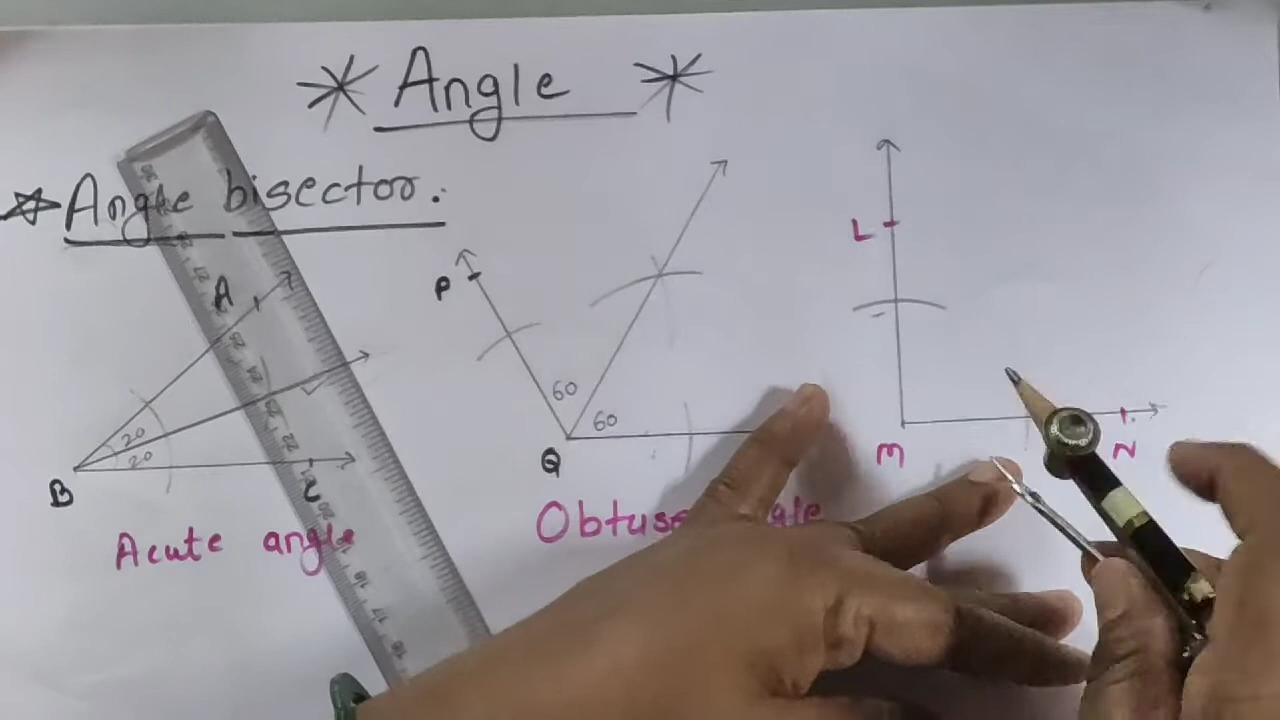 * Angle *
☆ Angle bisector:
A
B
20
20
Acute angle
P
Q
60
60
Obtuse
L
M
N